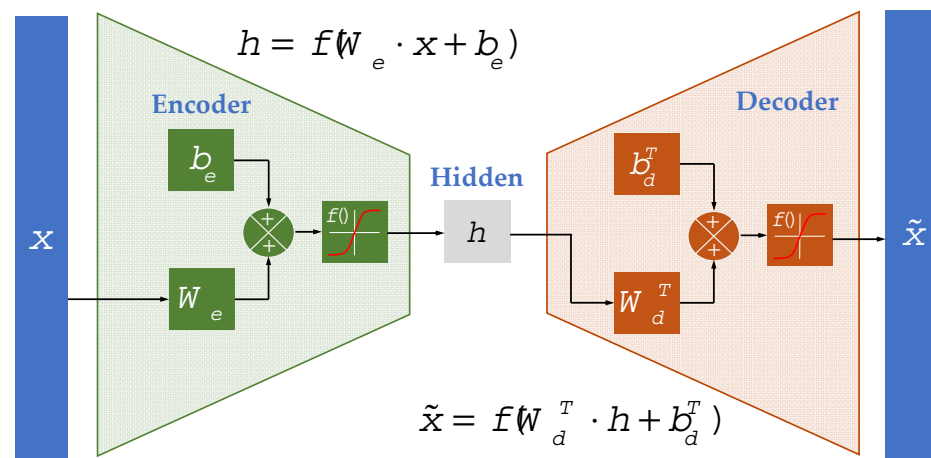 h = f(W_e · x + b_e)
Encoder
Decoder
b_e
b_d^T
Hidden
+
+
f()
+
+
f()
x
h
x̃
W_e
W_d^T
x̃ = f(W_d^T · h + b_d^T)